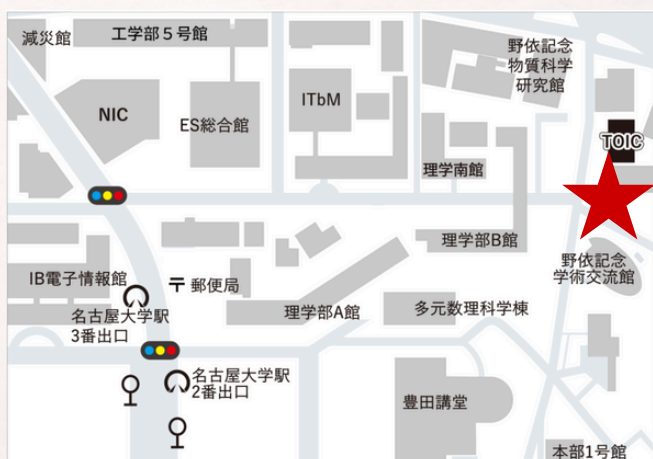 減災館
工学部５号館
野依記念
物質科学
研究館
NIC
ES総合館
ITbM
TOIC
理学南館
理学部B館
野依記念
学術交流館
IB電子情報館
〒 郵便局
名古屋大学駅
3番出口
理学部A館
多元数理科学棟
名古屋大学駅
2番出口
豊田講堂
本部1号館